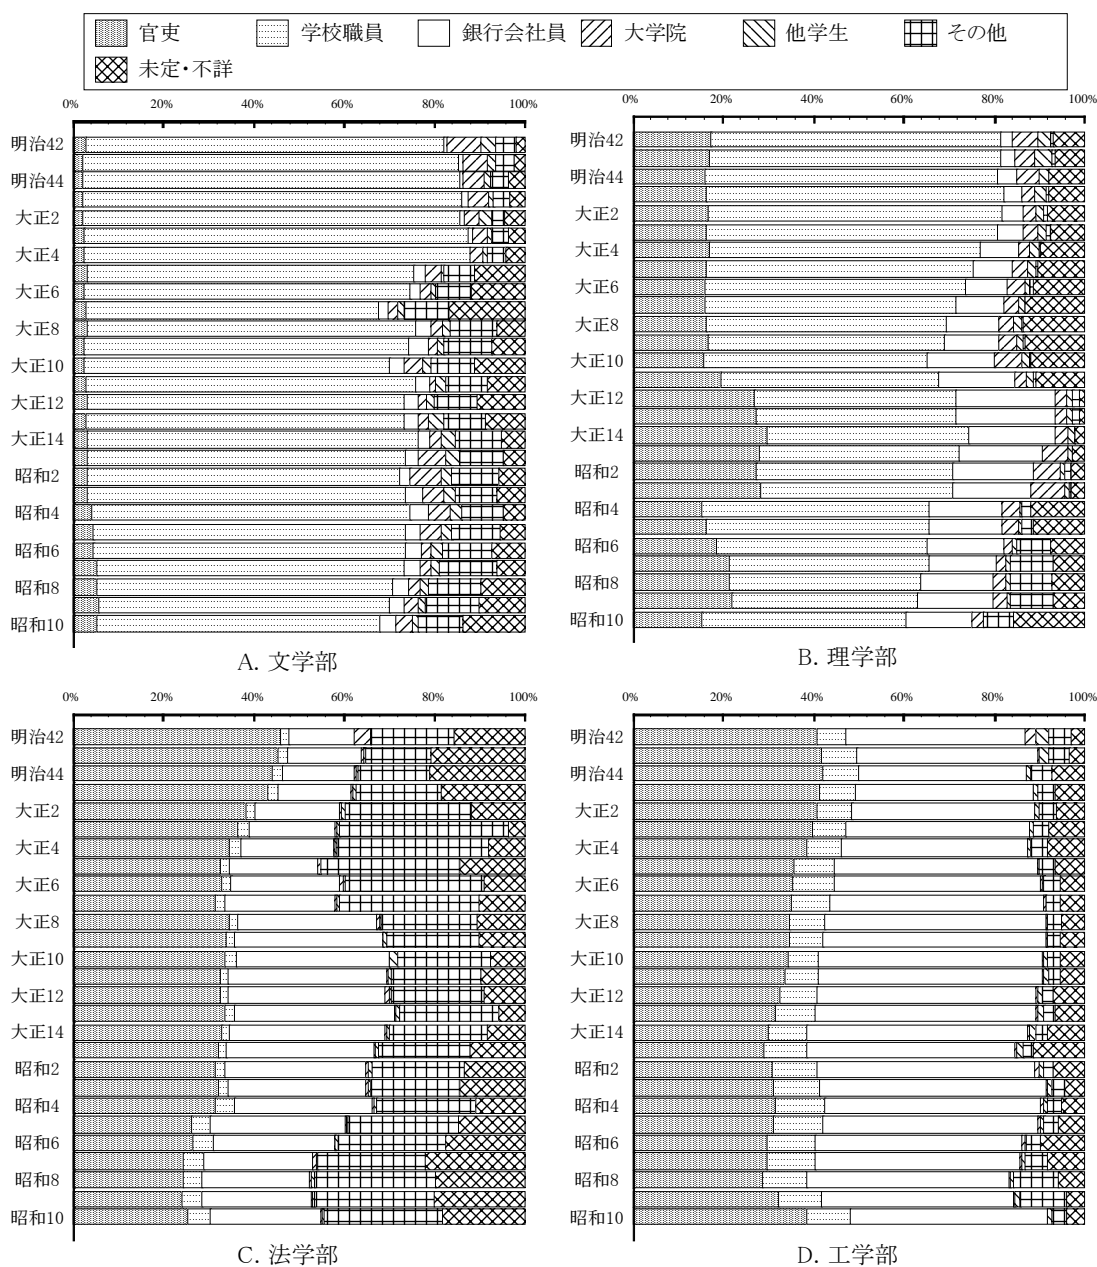 官吏 学校職員 銀行会社員 大学院 他学生 その他
未定・不詳
0% 20% 40% 60% 80% 100%
明治42
明治44
大正2
大正4
大正6
大正8
大正10
大正12
大正14
昭和2
昭和4
昭和6
昭和8
昭和10
A. 文学部
0% 20% 40% 60% 80% 100%
明治42
明治44
大正2
大正4
大正6
大正8
大正10
大正12
大正14
昭和2
昭和4
昭和6
昭和8
昭和10
B. 理学部
0% 20% 40% 60% 80% 100%
明治42
明治44
大正2
大正4
大正6
大正8
大正10
大正12
大正14
昭和2
昭和4
昭和6
昭和8
昭和10
C. 法学部
0% 20% 40% 60% 80% 100%
明治42
明治44
大正2
大正4
大正6
大正8
大正10
大正12
大正14
昭和2
昭和4
昭和6
昭和8
昭和10
D. 工学部